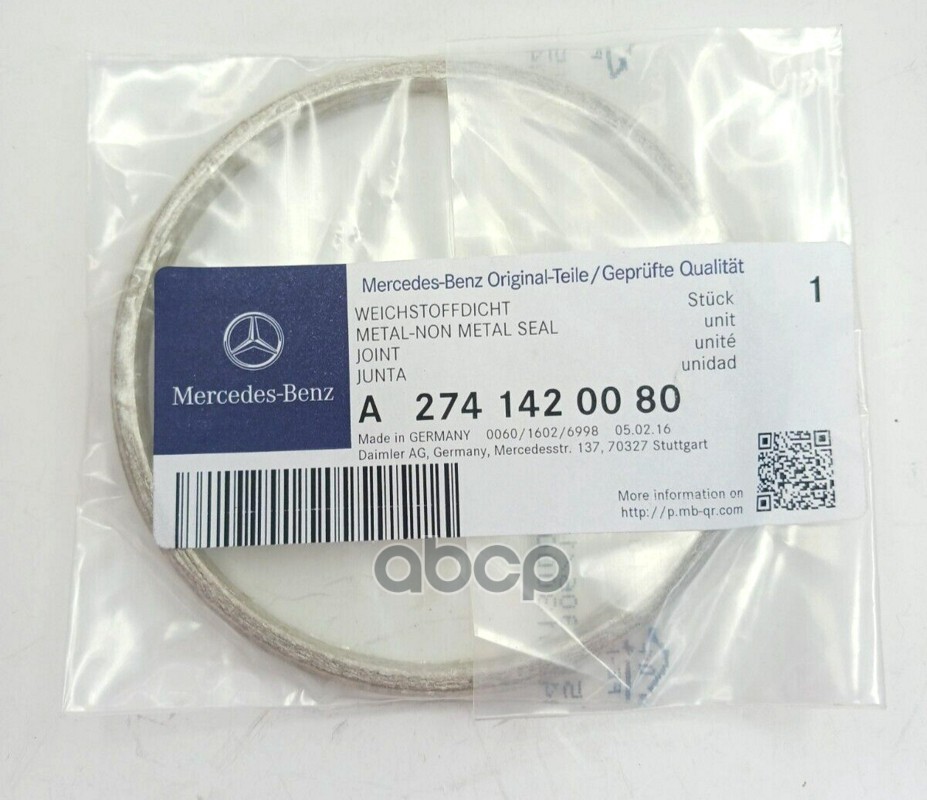 Mercedes-Benz Original-Teile/Geprüfte Qualität
WEICHSTOFFDICHT
METAL-NON METAL SEAL
JOINT
JUNTA
Stück
unit
unité
unidad
1
Mercedes-Benz
A 274 142 00 80
Made in GERMANY 0060/1602/6998 05.02.16
Daimler AG, Germany, Mercedesstr. 137, 70327 Stuttgart
More information on
http://p.mb-qr.com
abcp